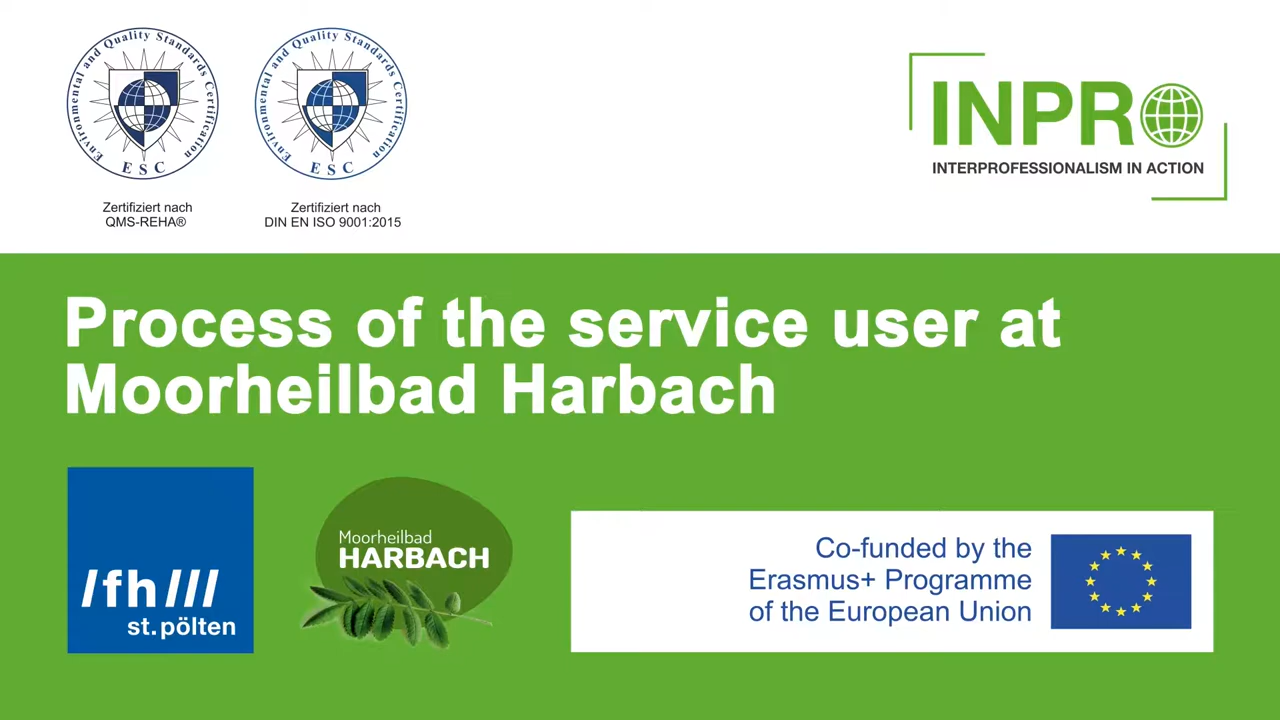 Environmental and Quality Standards Certification
ESC
Zertifiziert nach
QMS-REHA®
Environmental and Quality Standards Certification
ESC
Zertifiziert nach
DIN EN ISO 9001:2015
INPRO
INTERPROFESSIONALISM IN ACTION
Process of the service user at
Moorheilbad Harbach
/fh///
st.pölten
Moorheilbad
HARBACH
Co-funded by the
Erasmus+ Programme
of the European Union